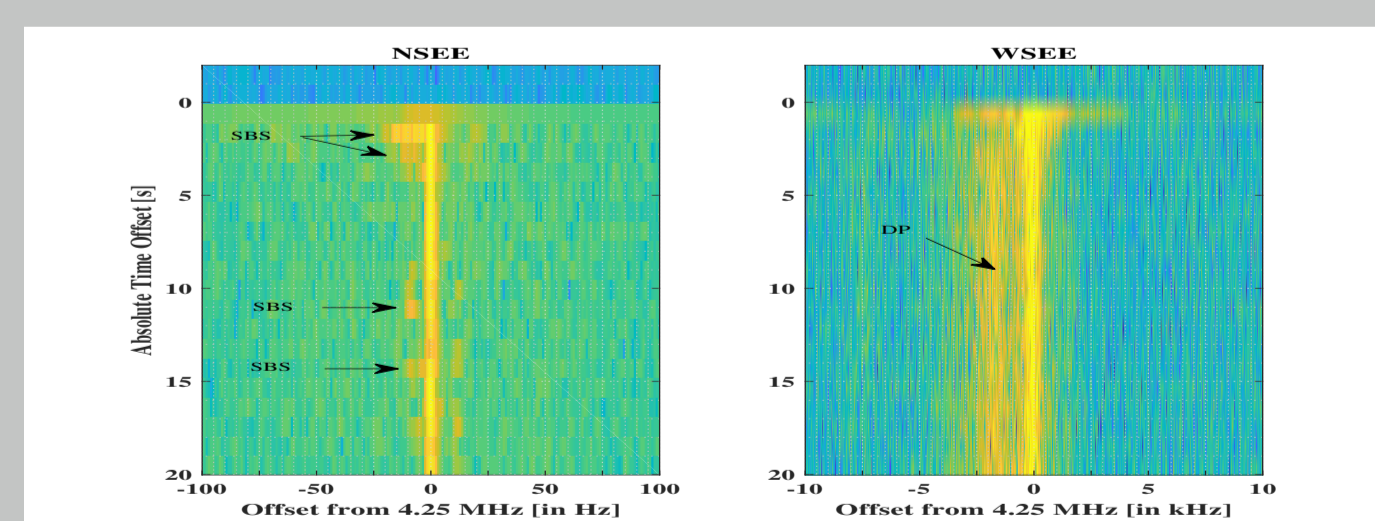 NSEE
WSEE
0
5
10
15
20
-100
-50
0
50
100
Absolute Time Offset [s]
Offset from 4.25 MHz [in Hz]
SBS
SBS
SBS
0
5
10
15
20
-10
-5
0
5
10
Offset from 4.25 MHz [in kHz]
DP